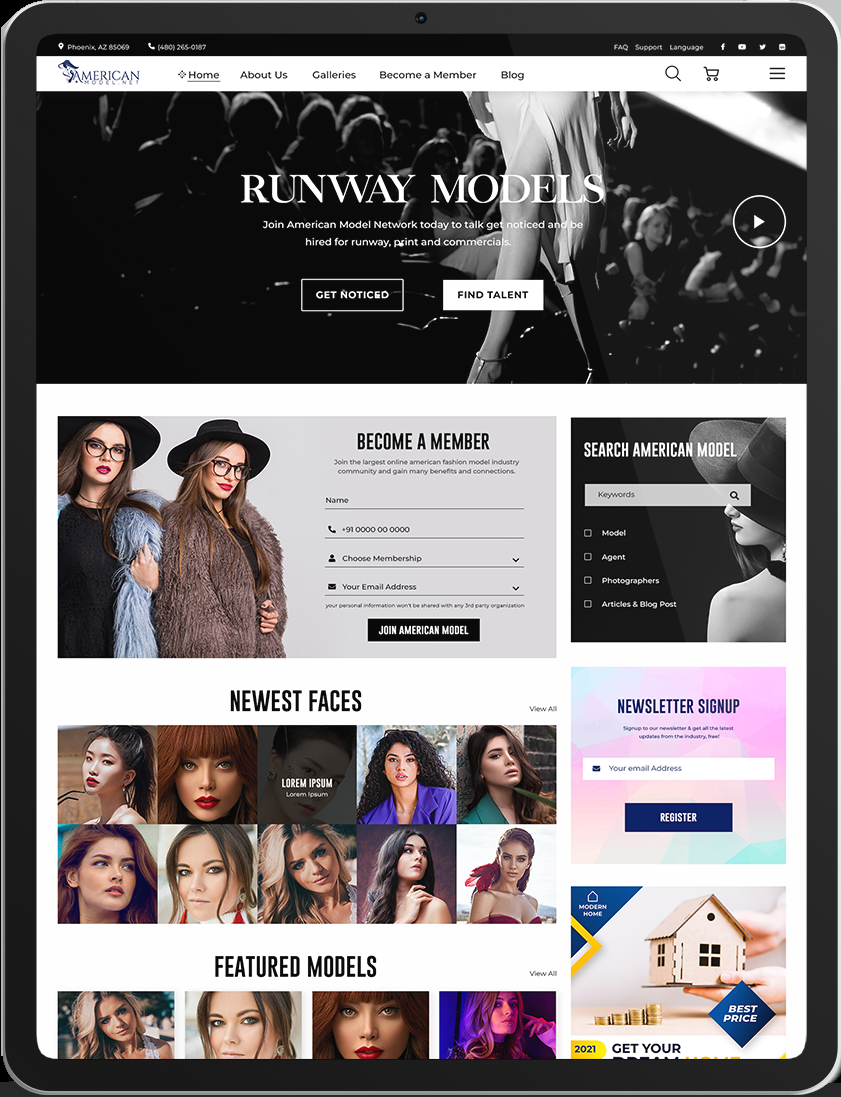 Phoenix, AZ 85069
(480) 265-0187
FAQ Support Language
AMERICAN
MODEL.NET
Home About Us Galleries Become a Member Blog
RUNWAY MODELS
Join American Model Network today to talk get noticed and be
hired for runway, print and commercials.
GET NOTICED
FIND TALENT
BECOME A MEMBER
Join the largest online american fashion model industry
community and gain many benefits and connections.
Name
+91 0000 00 0000
Choose Membership
Your Email Address
your personal information won't be shared with any 3rd party organization
JOIN AMERICAN MODEL
SEARCH AMERICAN MODEL
Keywords
Model
Agent
Photographers
Articles & Blog Post
NEWEST FACES
View All
LOREM IPSUM
Lorem Ipsum
NEWSLETTER SIGNUP
Signup to our newsletter & get all the latest
updates from the industry, free!
Your email Address
REGISTER
FEATURED MODELS
View All
MODERN
HOME
BEST
PRICE
2021
GET YOUR
DREAM HOME